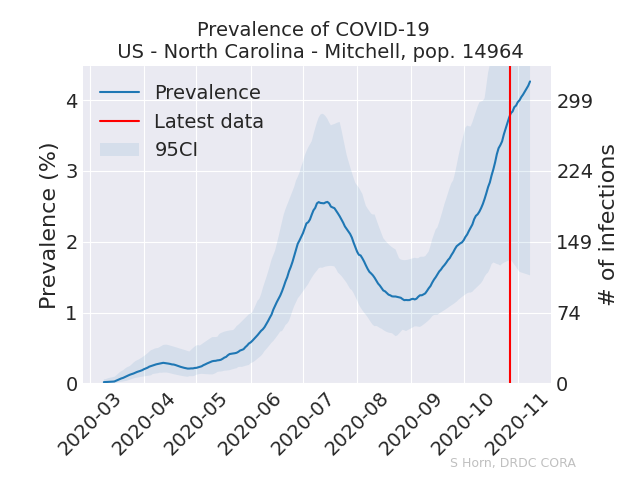 Prevalence of COVID-19
US - North Carolina - Mitchell, pop. 14964
Prevalence
Latest data
95CI
Prevalence (%)
4
3
2
1
0
# of infections
299
224
149
74
0
2020-03
2020-04
2020-05
2020-06
2020-07
2020-08
2020-09
2020-10
2020-11
S Horn, DRDC CORA